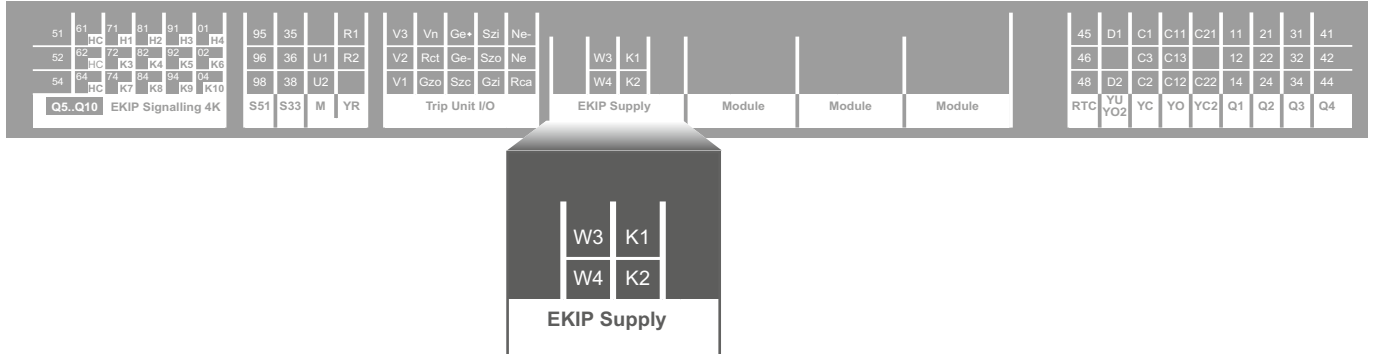 51 61 71 81 91 01 95 35 R1 V3 Vn Ge+ Szi Ne- 45 D1 C1 C11 C21 11 21 31 41
HC H1 H2 H3 H4
52 62 72 82 92 02 96 36 U1 R2 V2 Rct Ge- Szo Ne W3 K1 46 C3 C13 12 22 32 42
HC K3 K4 K5 K6
54 64 74 84 94 04 98 38 U2 V1 Gzo Szc Gzi Rca W4 K2 48 D2 C2 C12 C22 14 24 34 44
HC K7 K8 K9 K10
Q5..Q10 EKIP Signalling 4K S51 S33 M YR Trip Unit I/O EKIP Supply Module Module Module RTC YU YC YO YC2 Q1 Q2 Q3 Q4
YO2
W3 K1
W4 K2
EKIP Supply